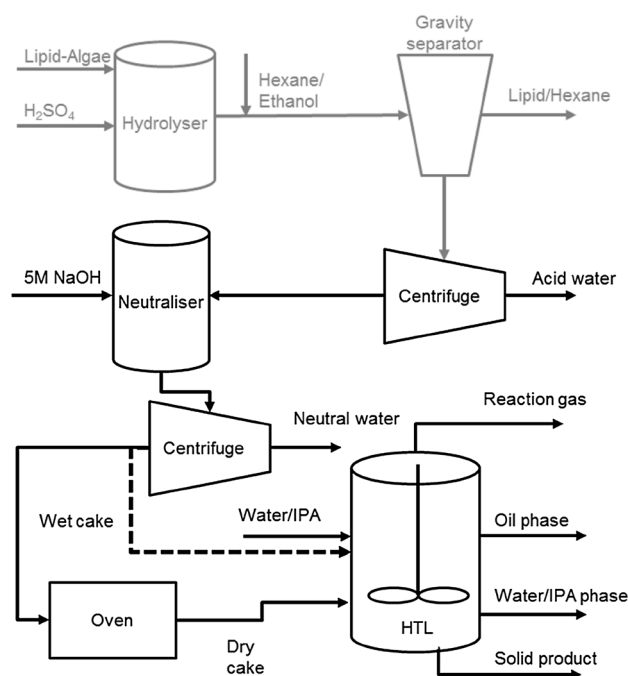 Gravity
separator
Lipid-Algae
Hexane/
Ethanol
Lipid/Hexane
H₂SO₄
Hydrolyser
5M NaOH
Neutraliser
Centrifuge
Acid water
Reaction gas
Neutral water
Centrifuge
Wet cake
Water/IPA
Oil phase
Water/IPA phase
Oven
HTL
Dry
cake
Solid product